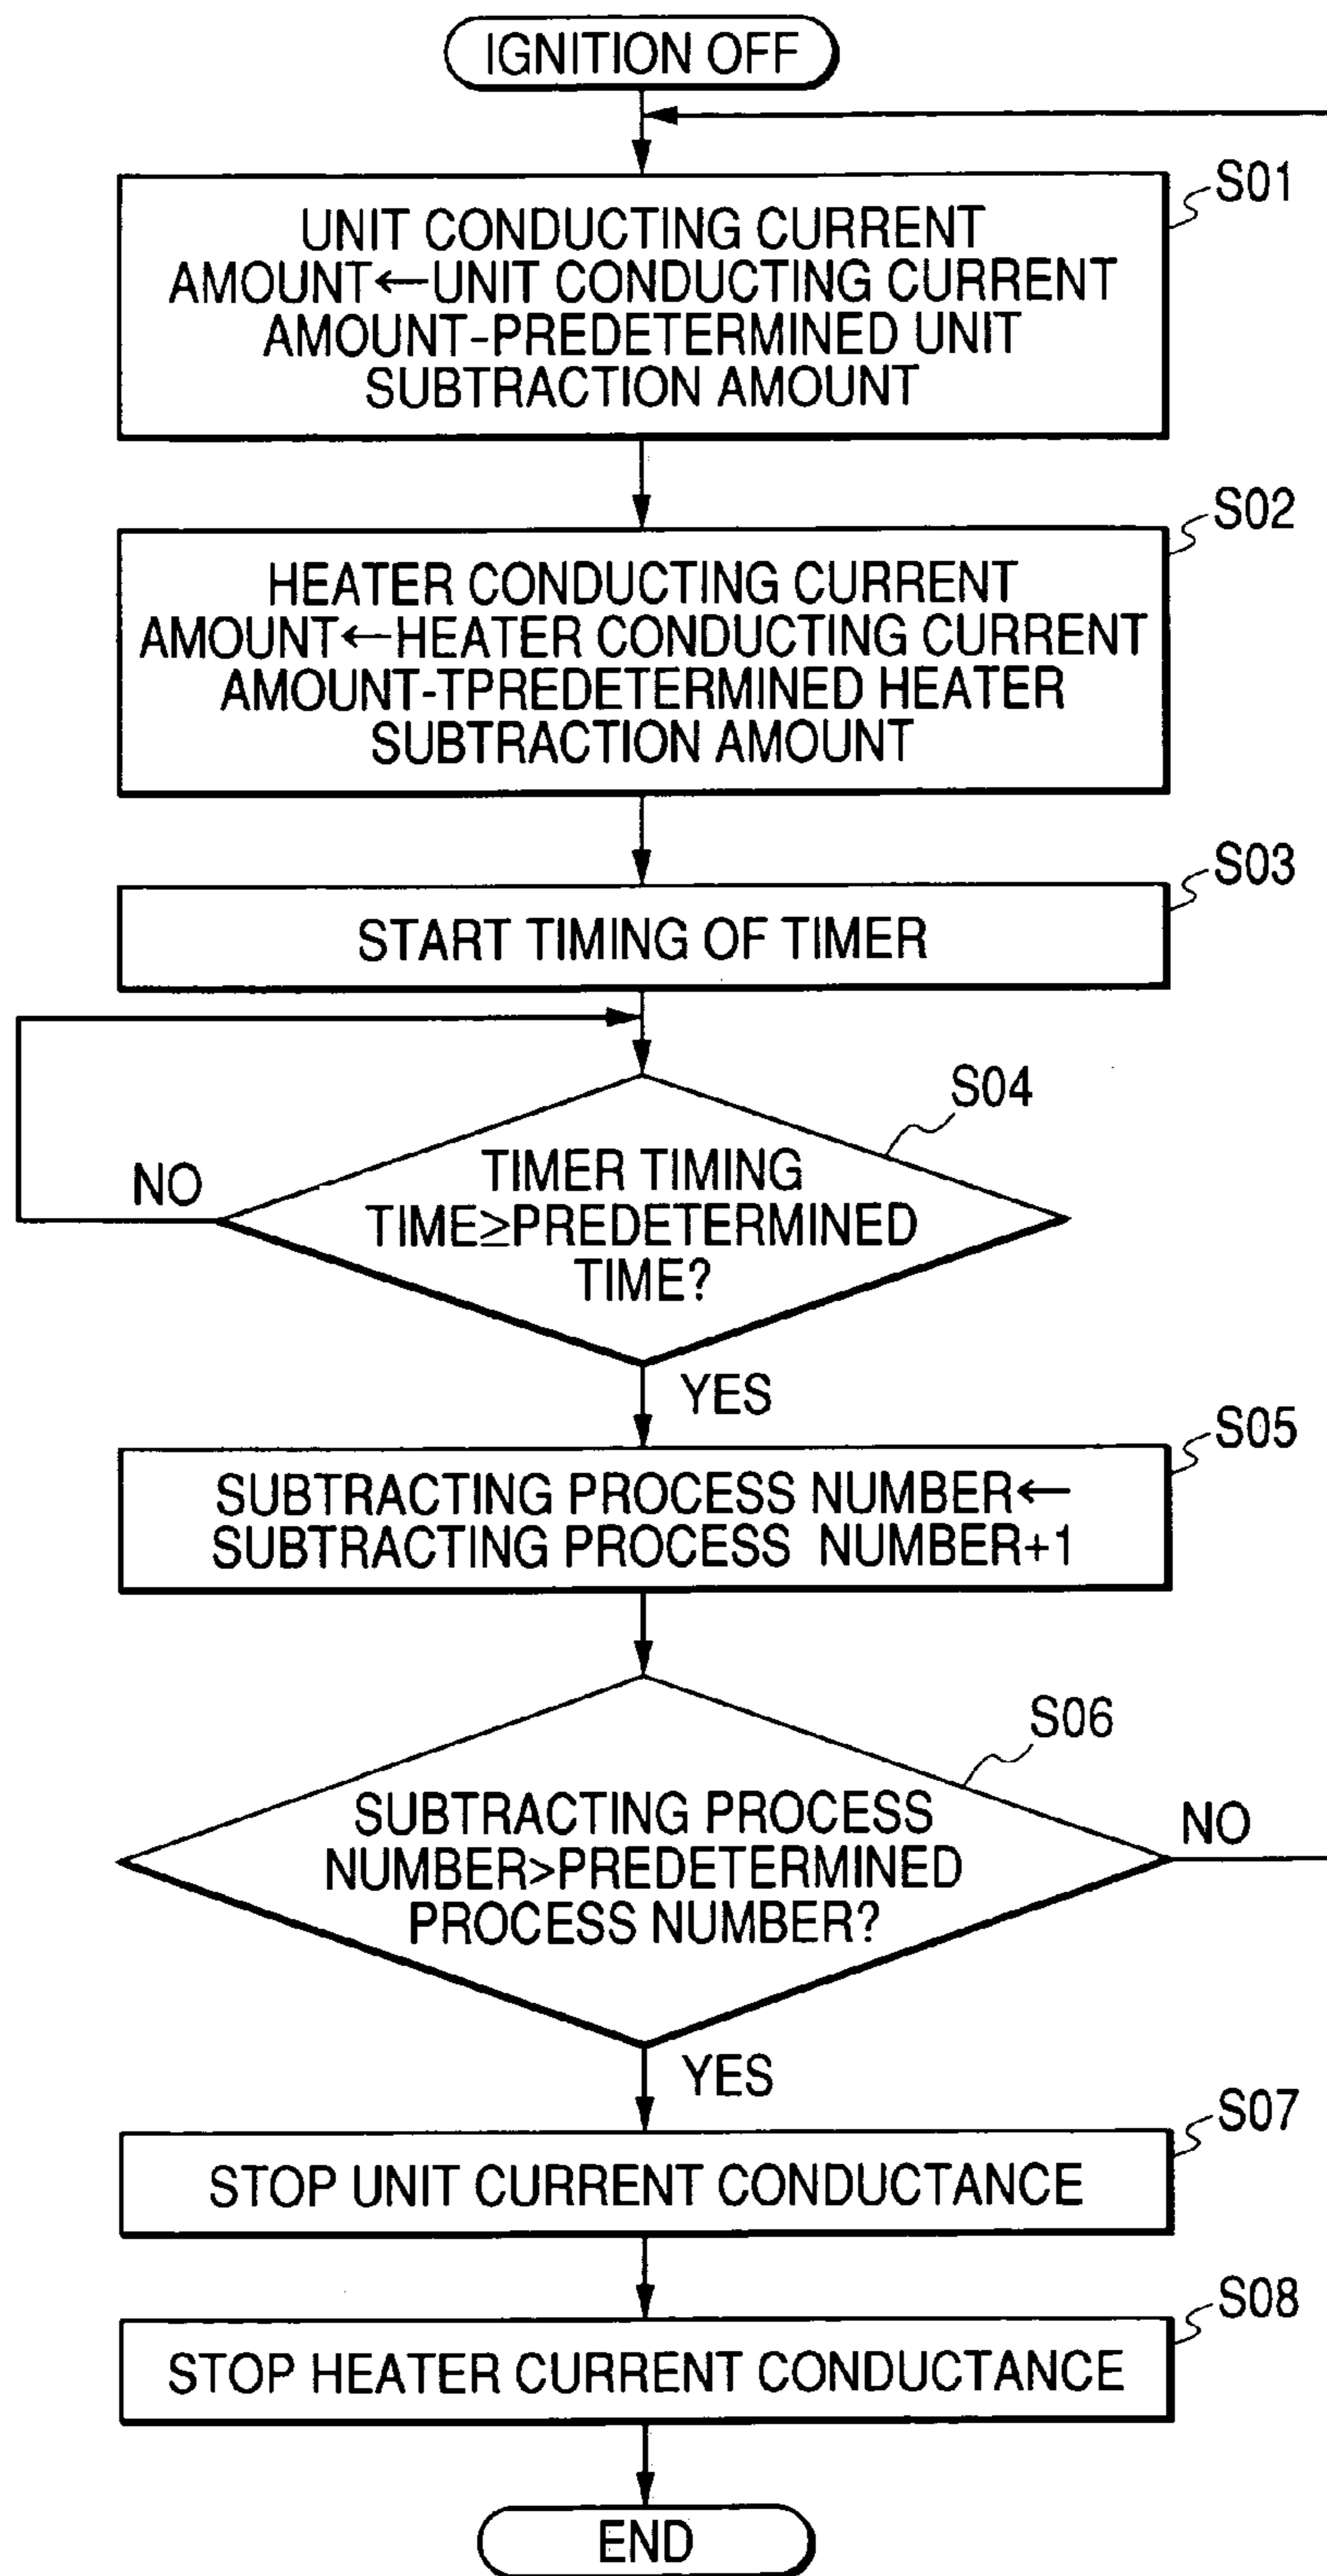 IGNITION OFF
S01
UNIT CONDUCTING CURRENT
AMOUNT←UNIT CONDUCTING CURRENT
AMOUNT-PREDETERMINED UNIT
SUBTRACTION AMOUNT
S02
HEATER CONDUCTING CURRENT
AMOUNT←HEATER CONDUCTING CURRENT
AMOUNT-TPREDETERMINED HEATER
SUBTRACTION AMOUNT
S03
START TIMING OF TIMER
S04
TIMER TIMING
TIME≥PREDETERMINED
TIME?
NO
YES
S05
SUBTRACTING PROCESS NUMBER←
SUBTRACTING PROCESS NUMBER+1
S06
SUBTRACTING PROCESS
NUMBER>PREDETERMINED
PROCESS NUMBER?
NO
YES
S07
STOP UNIT CURRENT CONDUCTANCE
S08
STOP HEATER CURRENT CONDUCTANCE
END